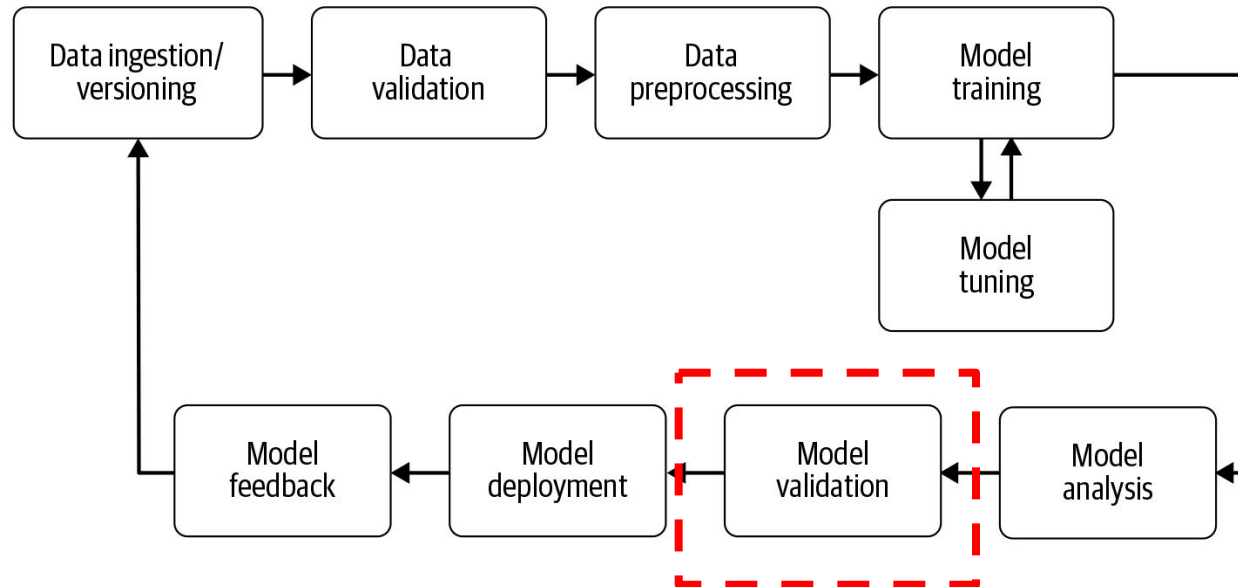 Data ingestion/
versioning
Data
validation
Data
preprocessing
Model
training
Model
tuning
Model
feedback
Model
deployment
Model
validation
Model
analysis